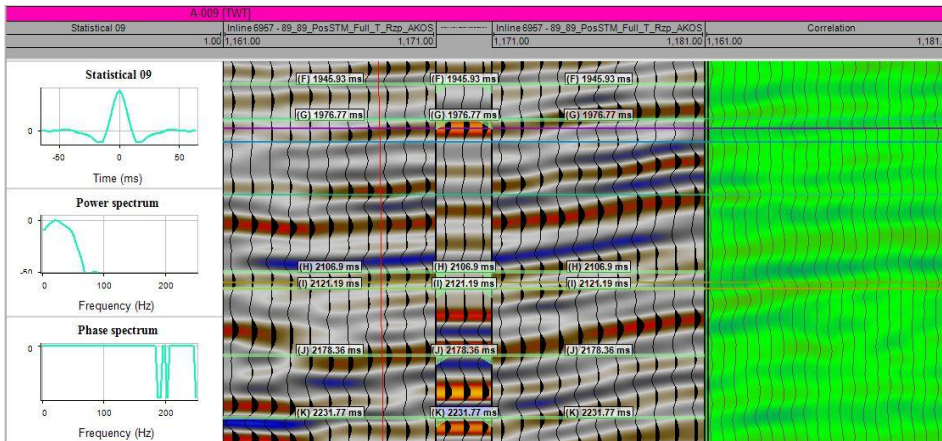 A-009 [TWT]
Statistical 09
Inline 6967 - 89_89_PosSTM_Full_T_Rzp_AKOS
Inline 6967 - 89_89_PosSTM_Full_T_Rzp_AKOS
Correlation
1.00 1,161.00 1,171.00 1,171.00 1,181.00 1,161.00 1,181.
Statistical 09
0
-50 0 50
Time (ms)
Power spectrum
0
-50
0 100 200
Frequency (Hz)
Phase spectrum
0
0 100 200
Frequency (Hz)
(F) 1945.93 ms (F) 1945.93 ms (F) 1945.93 ms
(G) 1976.77 ms (G) 1976.77 ms (G) 1976.77 ms
(H) 2106.9 ms (H) 2106.9 ms (H) 2106.9 ms
(I) 2121.19 ms (I) 2121.19 ms (I) 2121.19 ms
(J) 2178.36 ms (J) 2178.36 ms (J) 2178.36 ms
(K) 2231.77 ms (K) 2231.77 ms (K) 2231.77 ms